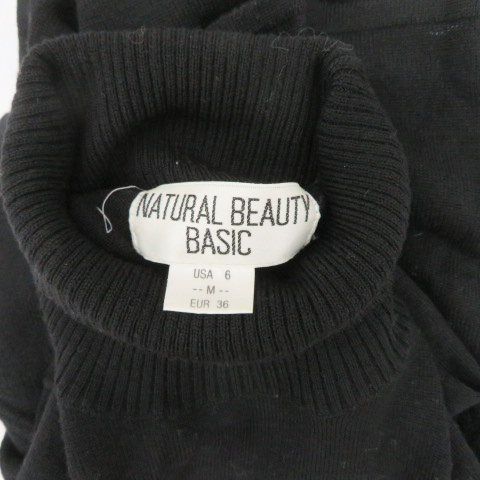 NATURAL BEAUTY
BASIC
USA 6
-- M --
EUR 36